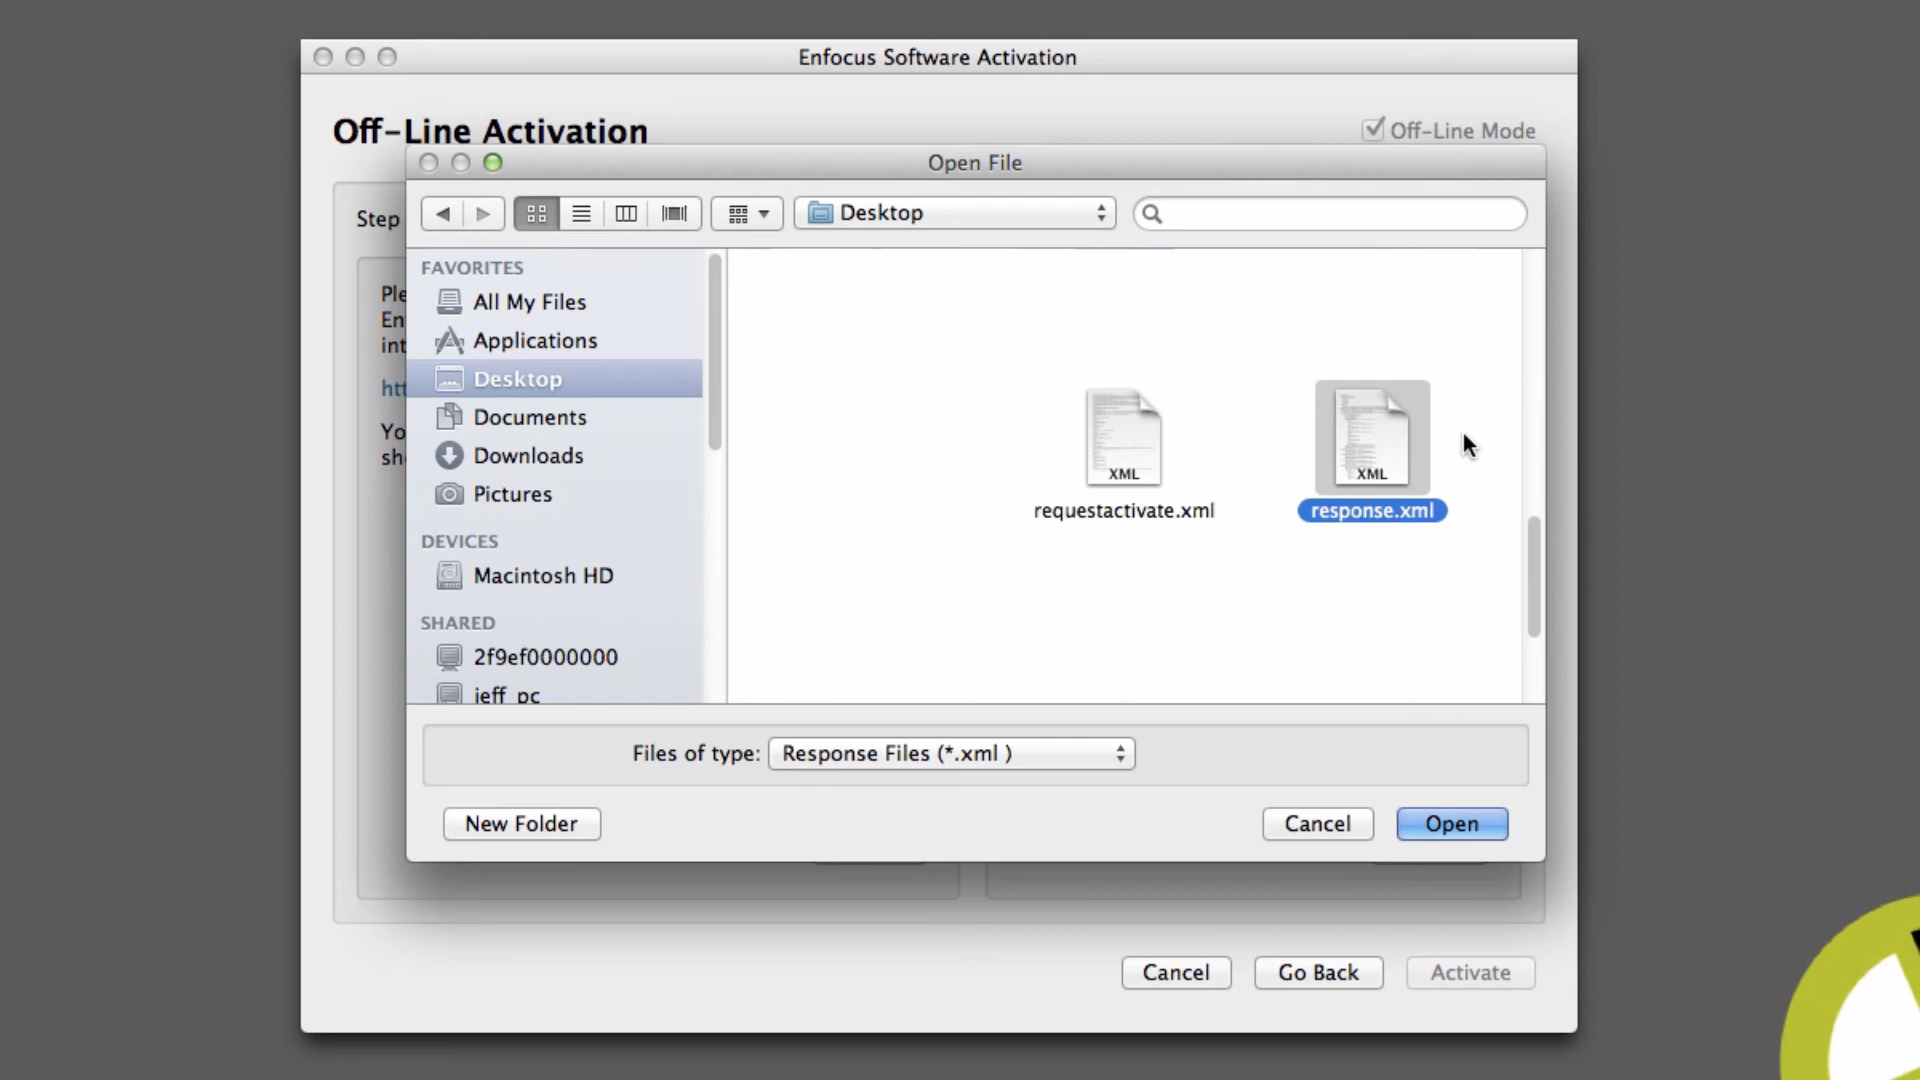 Enfocus Software Activation
Off-Line Activation
Off-Line Mode
Open File
Step
Desktop
FAVORITES
All My Files
Applications
Desktop
Documents
Downloads
Pictures
DEVICES
Macintosh HD
SHARED
2f9ef0000000
jeff_pc
XML
requestactivate.xml
XML
response.xml
Files of type:
Response Files (*.xml )
New Folder
Cancel
Open
Cancel
Go Back
Activate